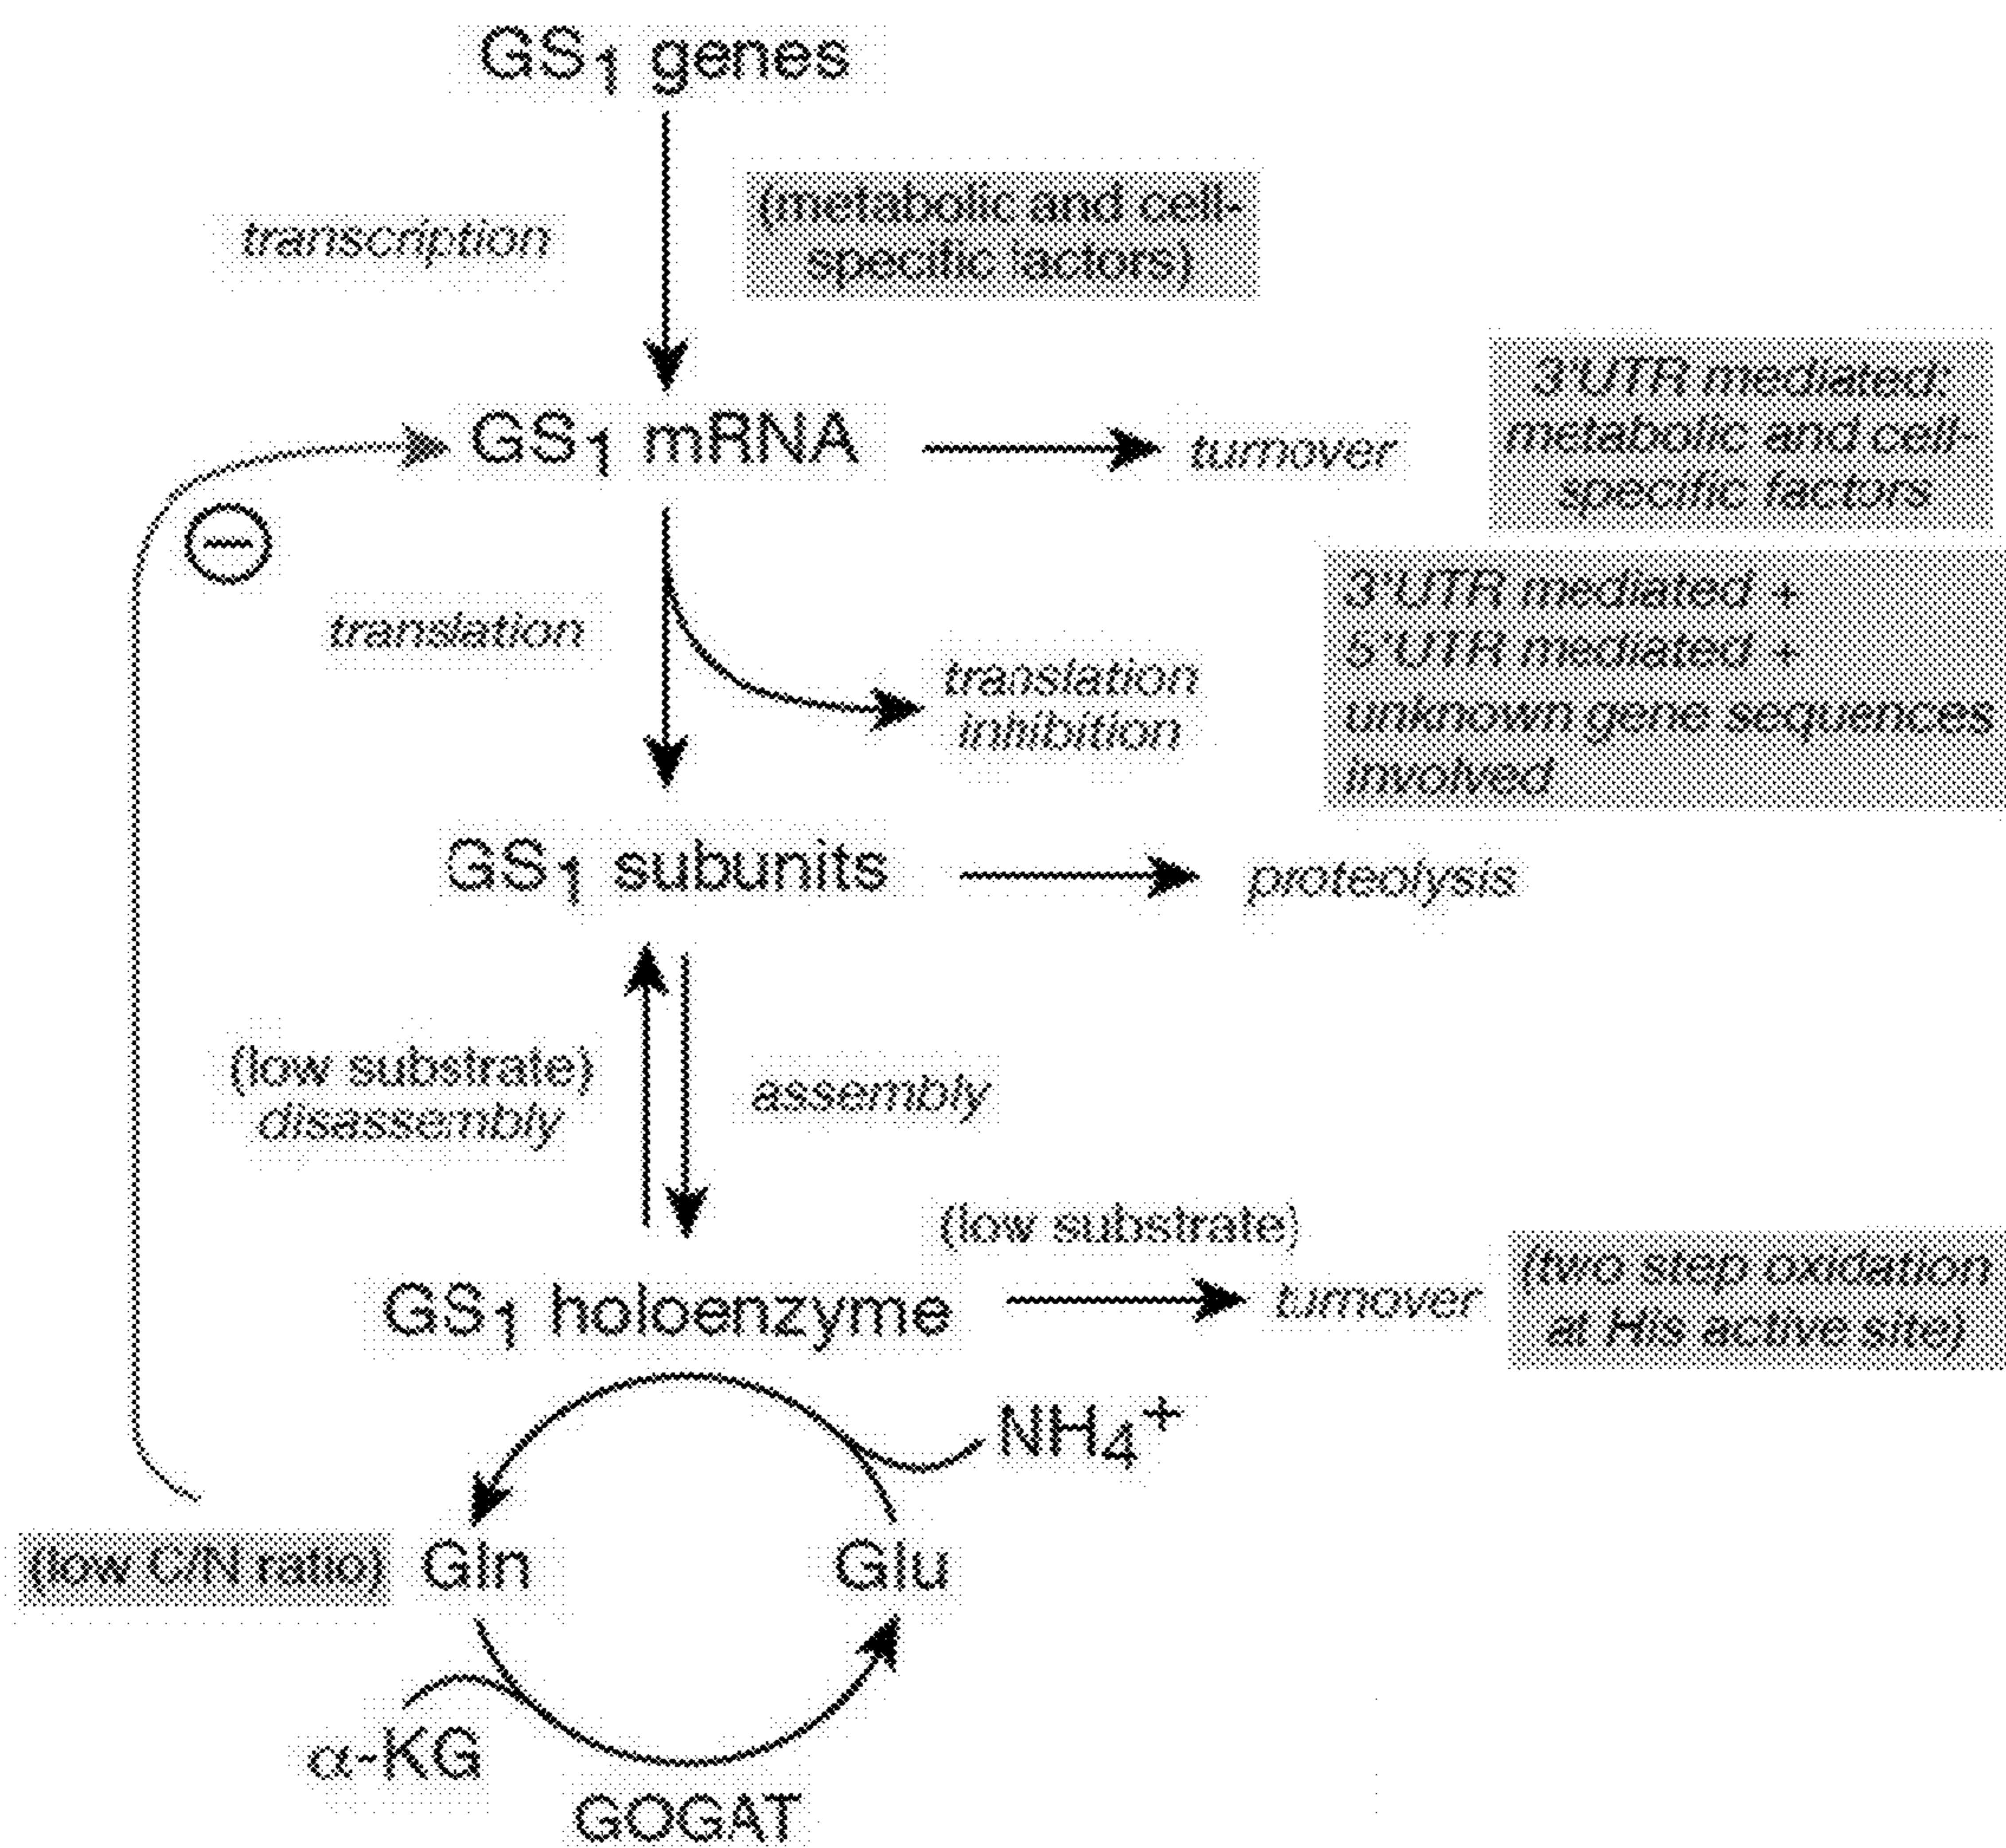 GS1 genes
transcription
(metabolic and cell-
specific factors)
GS1 mRNA
turnover
3'UTR mediated:
metabolic and cell-
specific factors
translation
translation
inhibition
3'UTR mediated +
5'UTR mediated +
unknown gene sequences
involved
GS1 subunits
proteolysis
(low substrate)
disassembly
assembly
(low substrate)
GS1 holoenzyme
turnover
(two step oxidation
at His active site)
NH4+
(low C/N ratio)
Gln
Glu
α-KG
GOGAT